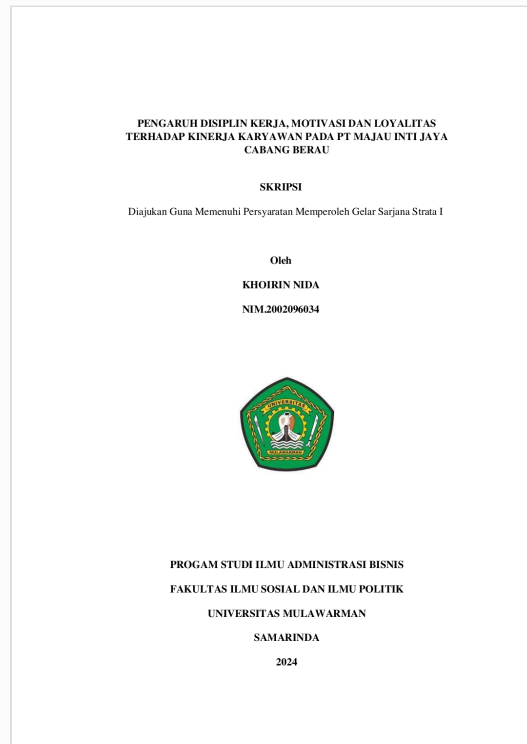 PENGARUH DISIPLIN KERJA, MOTIVASI DAN LOYALITAS
TERHADAP KINERJA KARYAWAN PADA PT MAJAU INTI JAYA
CABANG BERAU
SKRIPSI
Diajukan Guna Memenuhi Persyaratan Memperoleh Gelar Sarjana Strata I
Oleh
KHOIRIN NIDA
NIM.2002096034
UNIVERSITAS
MULAWARMAN
PROGAM STUDI ILMU ADMINISTRASI BISNIS
FAKULTAS ILMU SOSIAL DAN ILMU POLITIK
UNIVERSITAS MULAWARMAN
SAMARINDA
2024